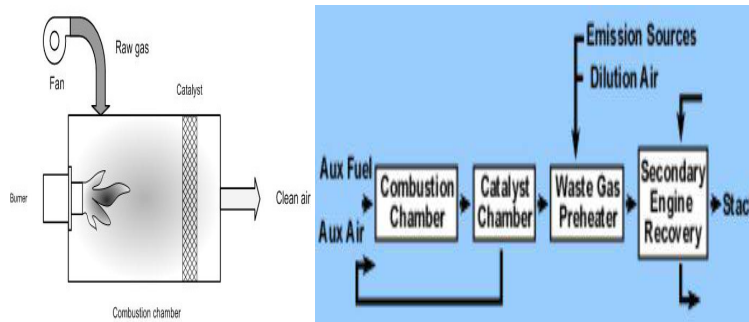 Raw gas
Fan
Catalyst
Burner
Clean air
Combustion chamber
Emission Sources
Dilution Air
Aux Fuel
Aux Air
Combustion
Chamber
Catalyst
Chamber
Waste Gas
Preheater
Secondary
Engine
Recovery
Stac